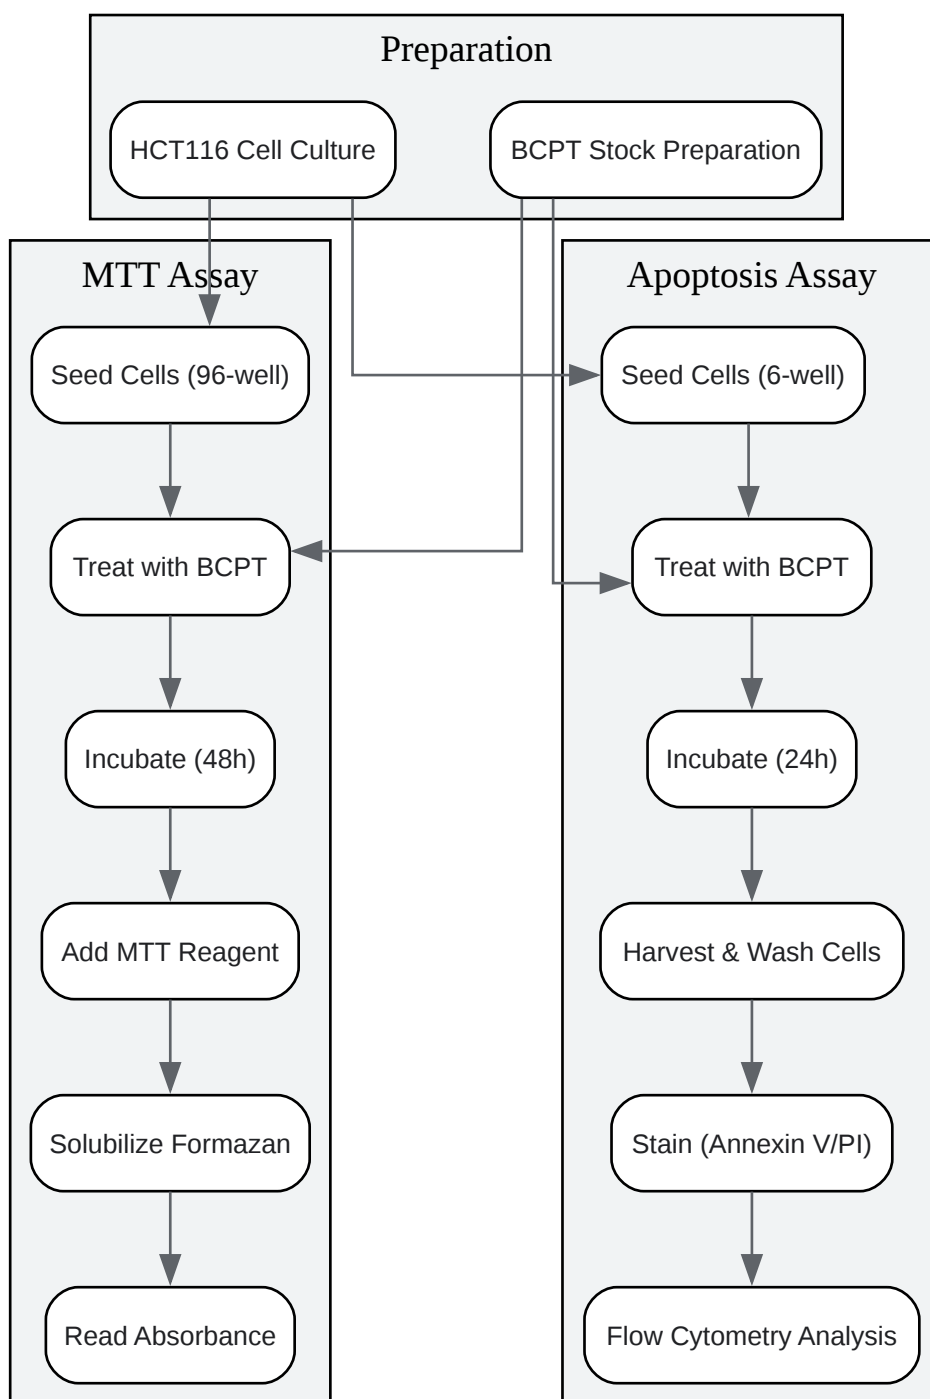 Preparation
HCT116 Cell Culture
BCPT Stock Preparation
MTT Assay
Seed Cells (96-well)
Treat with BCPT
Incubate (48h)
Add MTT Reagent
Solubilize Formazan
Read Absorbance
Apoptosis Assay
Seed Cells (6-well)
Treat with BCPT
Incubate (24h)
Harvest & Wash Cells
Stain (Annexin V/PI)
Flow Cytometry Analysis